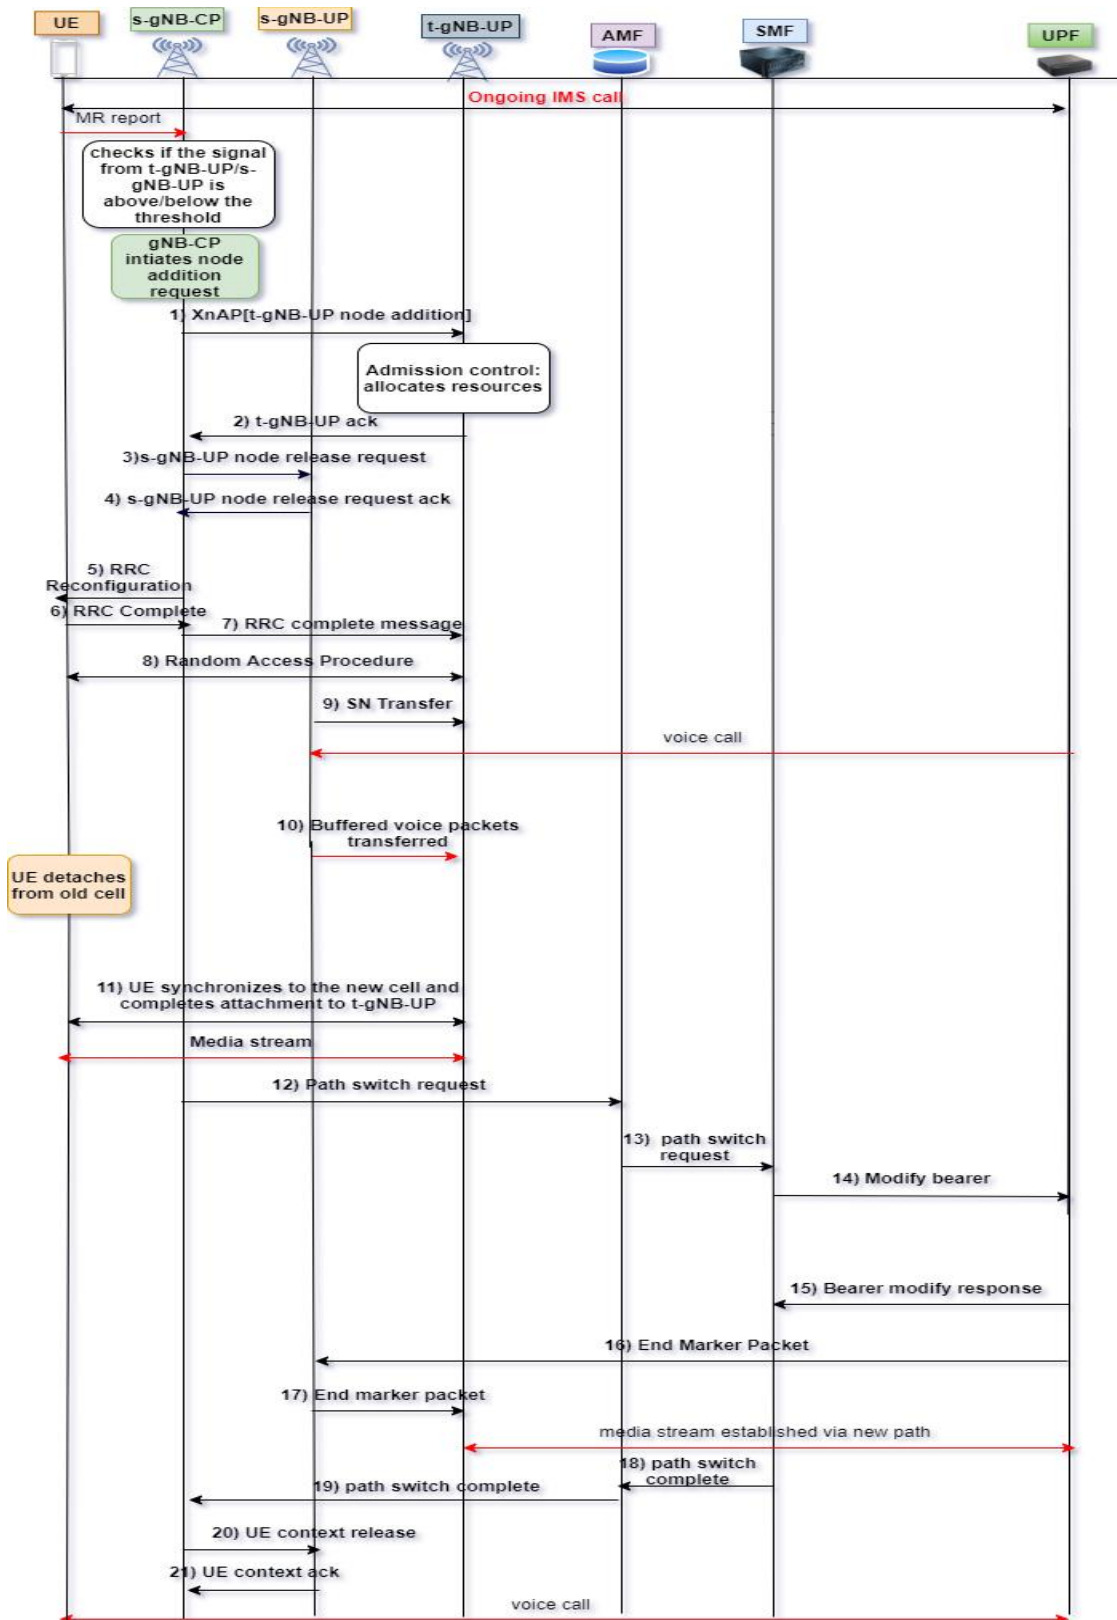 UE
s-gNB-CP
s-gNB-UP
t-gNB-UP
AMF
SMF
UPF
Ongoing IMS call
MR report
checks if the signal
from t-gNB-UP/s-
gNB-UP is
above/below the
threshold
gNB-CP
intiates node
addition
request
1) XnAP[t-gNB-UP node addition]
Admission control:
allocates resources
2) t-gNB-UP ack
3)s-gNB-UP node release request
4) s-gNB-UP node release request ack
5) RRC
Reconfiguration
6) RRC Complete
7) RRC complete message
8) Random Access Procedure
9) SN Transfer
voice call
10) Buffered voice packets
transferred
UE detaches
from old cell
11) UE synchronizes to the new cell and
completes attachment to t-gNB-UP
Media stream
12) Path switch request
13) path switch
request
14) Modify bearer
15) Bearer modify response
16) End Marker Packet
17) End marker packet
media stream established via new path
18) path switch
complete
19) path switch complete
20) UE context release
21) UE context ack
voice call